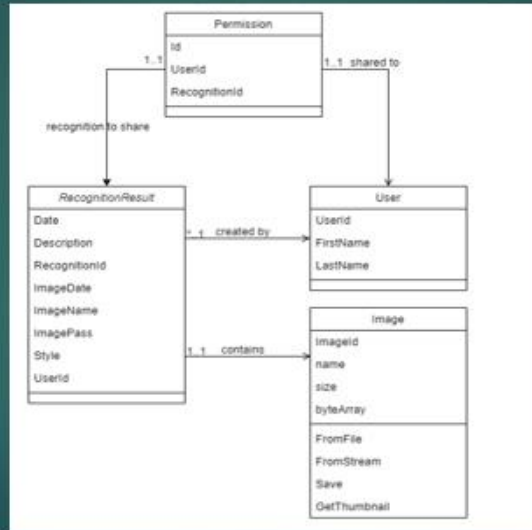 Permission
Id
UserId
RecognitionId
1..1
1..1 shared to
recognition to share
RecognitionResult
Date
Description
RecognitionId
ImageDate
ImageName
ImagePass
Style
UserId
*..1 created by
1..1 contains
User
UserId
FirstName
LastName
Image
ImageId
name
size
byteArray
FromFile
FromStream
Save
GetThumbnail